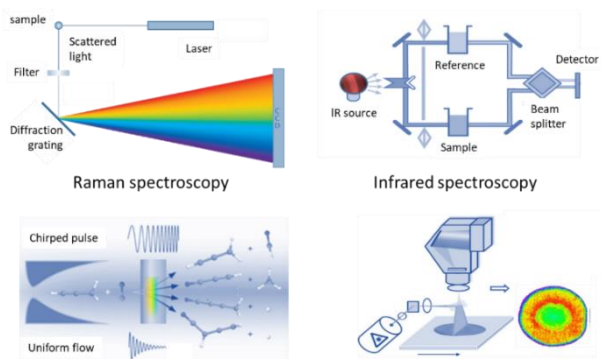 sample
Scattered
light
Laser
Filter
Diffraction
grating
CCD
Raman spectroscopy
Reference
Detector
IR source
Beam
splitter
Sample
Infrared spectroscopy
Chirped pulse
Uniform flow